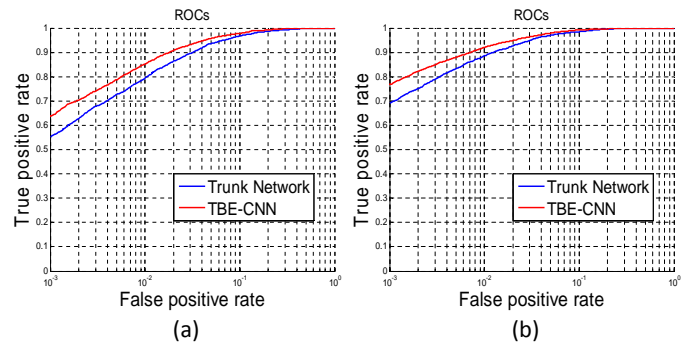 ROCs
1
0.9
0.8
0.7
0.6
0.5
0.4
0.3
0.2
0.1
0
True positive rate
Trunk Network
TBE-CNN
10^-3
10^-2
10^-1
10^0
False positive rate
(a)
ROCs
1
0.9
0.8
0.7
0.6
0.5
0.4
0.3
0.2
0.1
0
True positive rate
Trunk Network
TBE-CNN
10^-3
10^-2
10^-1
10^0
False positive rate
(b)